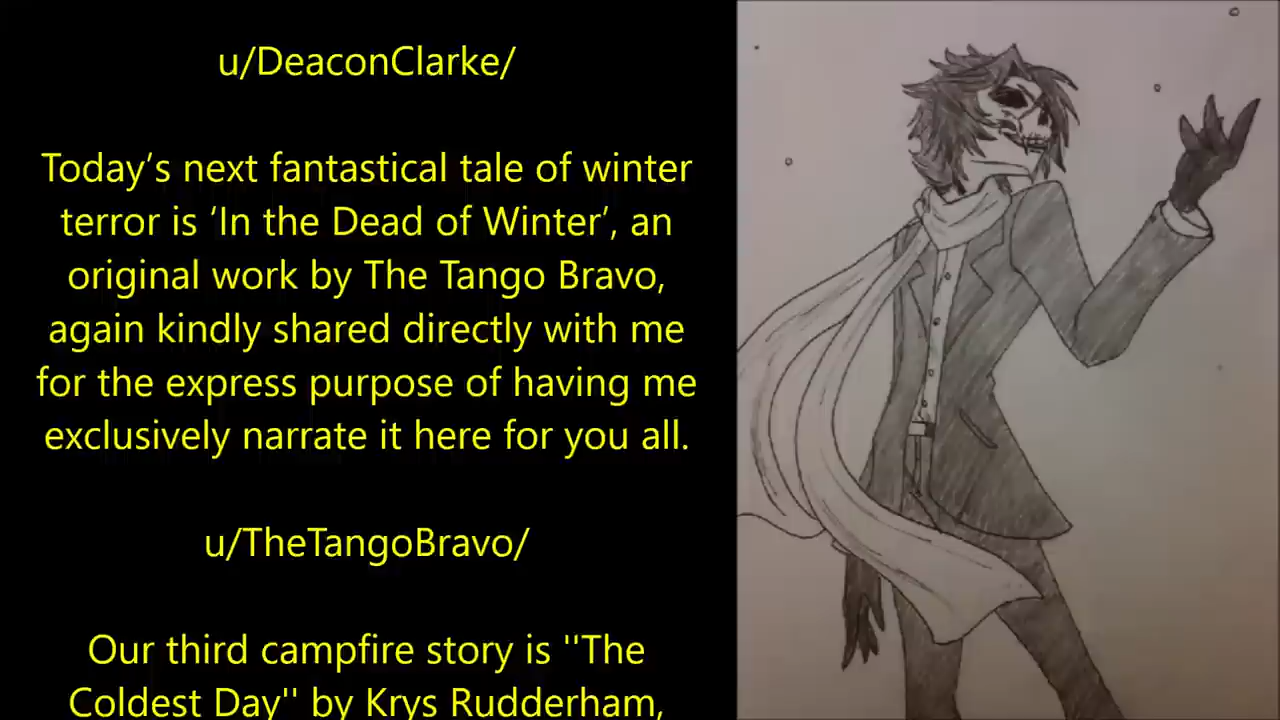 u/DeaconClarke/
Today’s next fantastical tale of winter
terror is ‘In the Dead of Winter’, an
original work by The Tango Bravo,
again kindly shared directly with me
for the express purpose of having me
exclusively narrate it here for you all.
u/TheTangoBravo/
Our third campfire story is ''The
Coldest Day'' by Krys Rudderham,